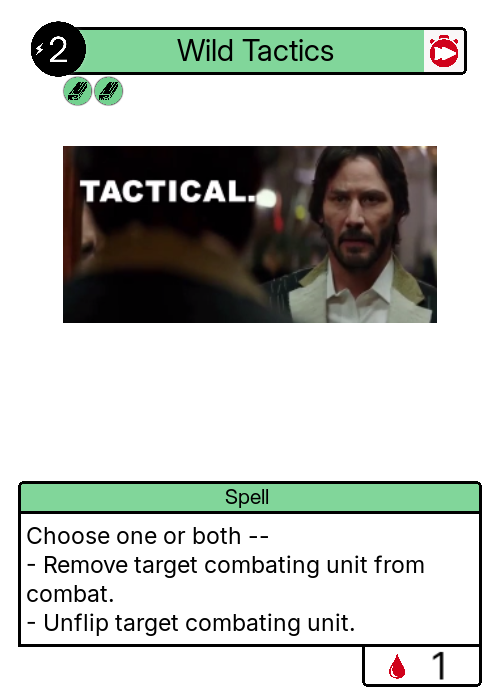 2
Wild Tactics
TACTICAL.
Spell
Choose one or both --
- Remove target combating unit from
combat.
- Unflip target combating unit.
1